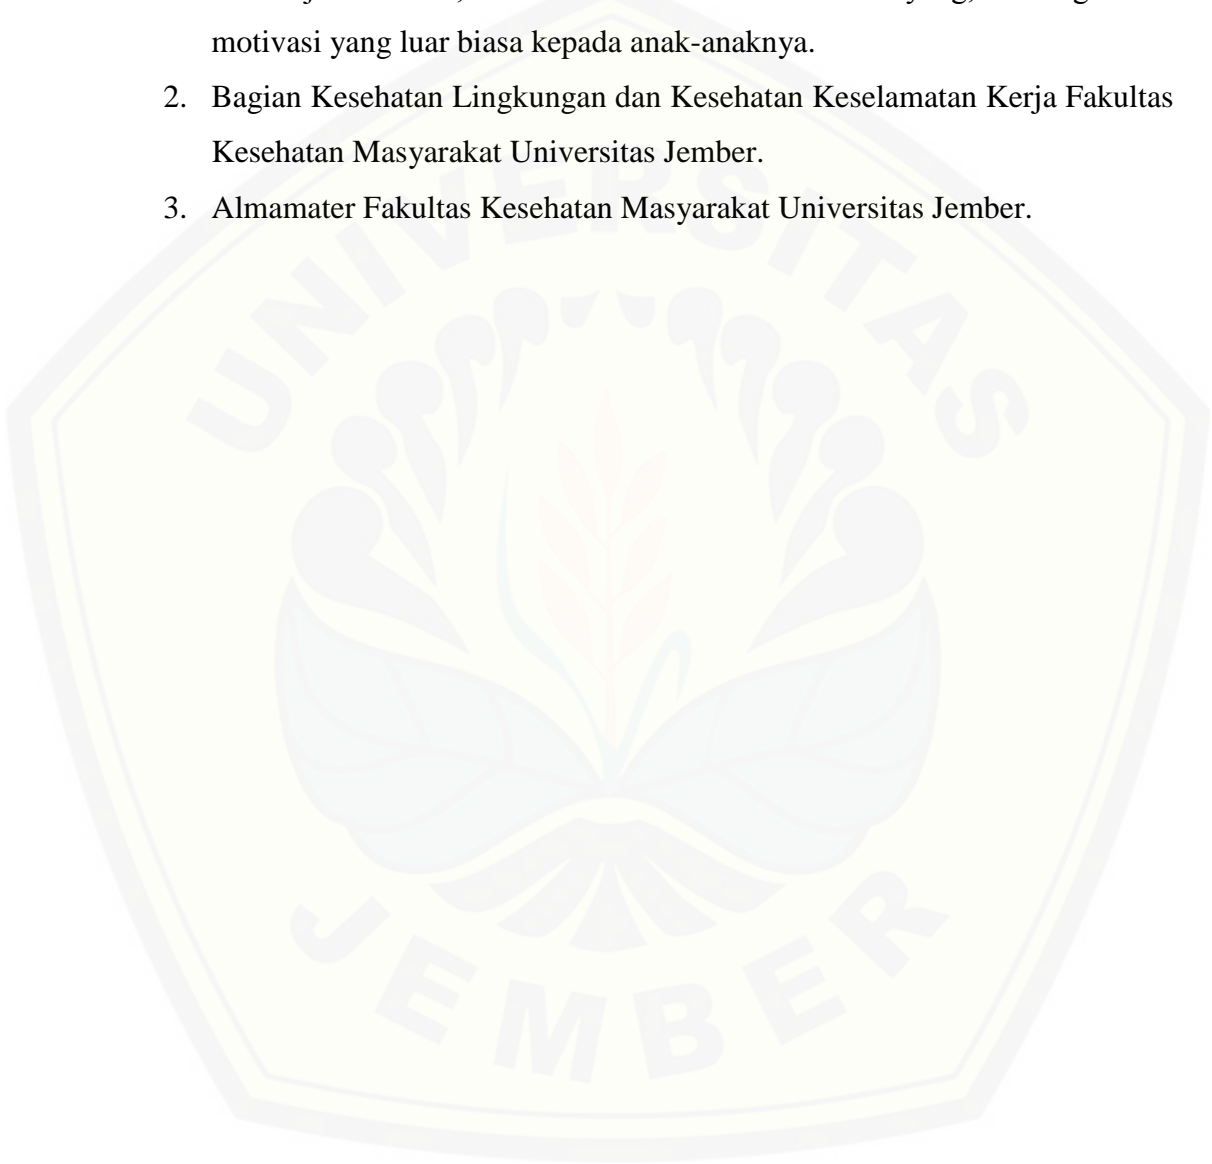 motivasi yang luar biasa kepada anak-anaknya.
2. Bagian Kesehatan Lingkungan dan Kesehatan Keselamatan Kerja Fakultas
Kesehatan Masyarakat Universitas Jember.
3. Almamater Fakultas Kesehatan Masyarakat Universitas Jember.
UNIVERSITAS
JEMBER